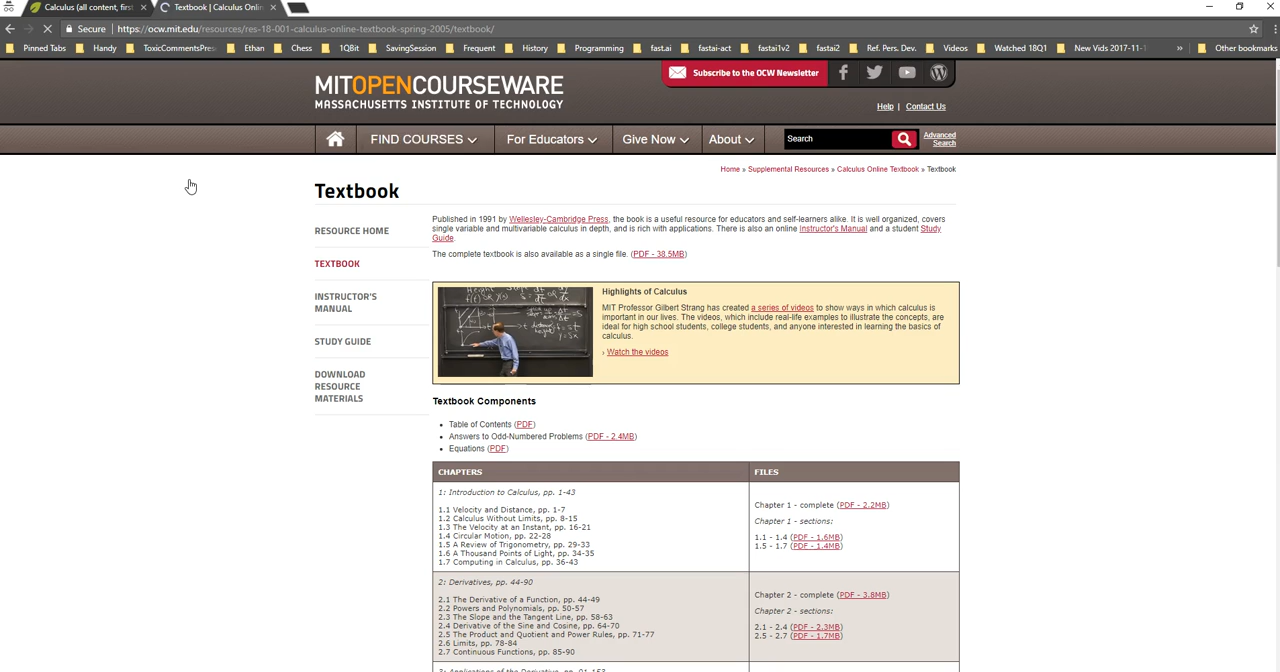 Calculus (all content, first
Textbook | Calculus Onlin
Secure
https://ocw.mit.edu/resources/res-18-001-calculus-online-textbook-spring-2005/textbook/
Pinned Tabs Handy ToxicCommentsPres Ethan Chess 1QBit SavingSession Frequent History Programming fast.ai fastai-act fastai1v2 fastai2 Ref. Pers. Dev. Videos Watched 18Q1 New Vids 2017-11- » Other bookmarks
MITOPENCOURSEWARE
MASSACHUSETTS INSTITUTE OF TECHNOLOGY
Subscribe to the OCW Newsletter
Help | Contact Us
FIND COURSES For Educators Give Now About Search Advanced Search
Home » Supplemental Resources » Calculus Online Textbook » Textbook
Textbook
RESOURCE HOME
TEXTBOOK
INSTRUCTOR'S
MANUAL
STUDY GUIDE
DOWNLOAD
RESOURCE
MATERIALS
Published in 1991 by Wellesley-Cambridge Press, the book is a useful resource for educators and self-learners alike. It is well organized, covers
single variable and multivariable calculus in depth, and is rich with applications. There is also an online Instructor's Manual and a student Study
Guide.
The complete textbook is also available as a single file. (PDF - 38.5MB)
Highlights of Calculus
MIT Professor Gilbert Strang has created a series of videos to show ways in which calculus is
important in our lives. The videos, which include real-life examples to illustrate the concepts, are
ideal for high school students, college students, and anyone interested in learning the basics of
calculus.
› Watch the videos
Textbook Components
• Table of Contents (PDF)
• Answers to Odd-Numbered Problems (PDF - 2.4MB)
• Equations (PDF)
CHAPTERS
FILES
1: Introduction to Calculus, pp. 1-43
1.1 Velocity and Distance, pp. 1-7
1.2 Calculus Without Limits, pp. 8-15
1.3 The Velocity at an Instant, pp. 16-21
1.4 Circular Motion, pp. 22-28
1.5 A Review of Trigonometry, pp. 29-33
1.6 A Thousand Points of Light, pp. 34-35
1.7 Computing in Calculus, pp. 36-43
Chapter 1 - complete (PDF - 2.2MB)
Chapter 1 - sections:
1.1 - 1.4 (PDF - 1.6MB)
1.5 - 1.7 (PDF - 1.4MB)
2: Derivatives, pp. 44-90
2.1 The Derivative of a Function, pp. 44-49
2.2 Powers and Polynomials, pp. 50-57
2.3 The Slope and the Tangent Line, pp. 58-63
2.4 Derivative of the Sine and Cosine, pp. 64-70
2.5 The Product and Quotient and Power Rules, pp. 71-77
2.6 Limits, pp. 78-84
2.7 Continuous Functions, pp. 85-90
Chapter 2 - complete (PDF - 3.8MB)
Chapter 2 - sections:
2.1 - 2.4 (PDF - 2.3MB)
2.5 - 2.7 (PDF - 1.7MB)
3: Applications of the Derivative, pp. 91-153